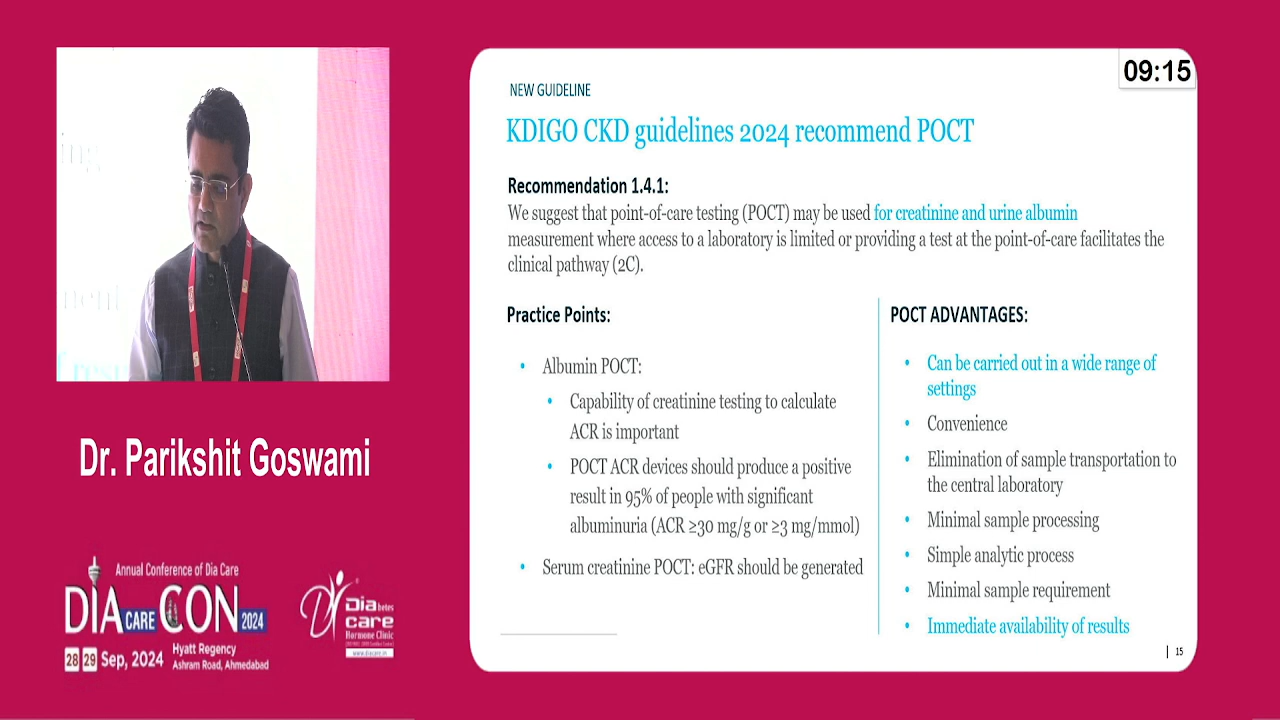 09:15
NEW GUIDELINE
KDIGO CKD guidelines 2024 recommend POCT
Recommendation 1.4.1:
We suggest that point-of-care testing (POCT) may be used for creatinine and urine albumin
measurement where access to a laboratory is limited or providing a test at the point-of-care facilitates the
clinical pathway (2C).
Practice Points:
• Albumin POCT:
• Capability of creatinine testing to calculate
ACR is important
• POCT ACR devices should produce a positive
result in 95% of people with significant
albuminuria (ACR ≥30 mg/g or ≥3 mg/mmol)
• Serum creatinine POCT: eGFR should be generated
POCT ADVANTAGES:
• Can be carried out in a wide range of
settings
• Convenience
• Elimination of sample transportation to
the central laboratory
• Minimal sample processing
• Simple analytic process
• Minimal sample requirement
• Immediate availability of results
| 15
Dr. Parikshit Goswami
Annual Conference of Dia Care
DIA CARE CON 2024
28 29 Sep, 2024
Hyatt Regency
Ashram Road, Ahmedabad
Diabetes
care
Hormone Clinic
www.diacare.in